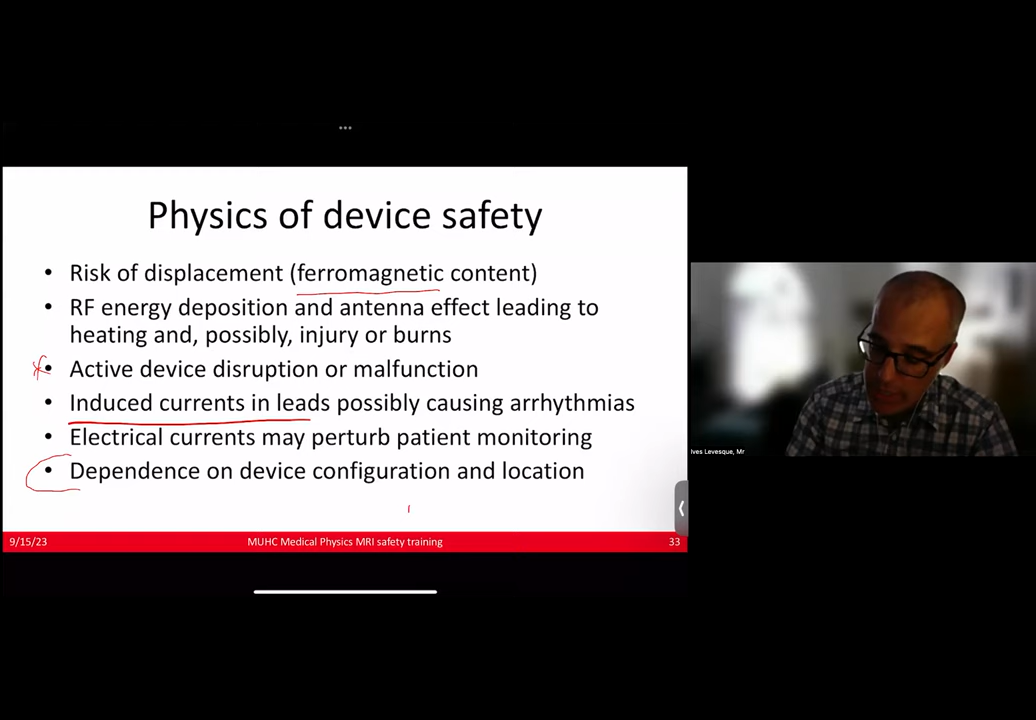 Physics of device safety
• Risk of displacement (ferromagnetic content)
• RF energy deposition and antenna effect leading to
heating and, possibly, injury or burns
• Active device disruption or malfunction
• Induced currents in leads possibly causing arrhythmias
• Electrical currents may perturb patient monitoring
• Dependence on device configuration and location
9/15/23
MUHC Medical Physics MRI safety training
33
Ives Levesque, Mr